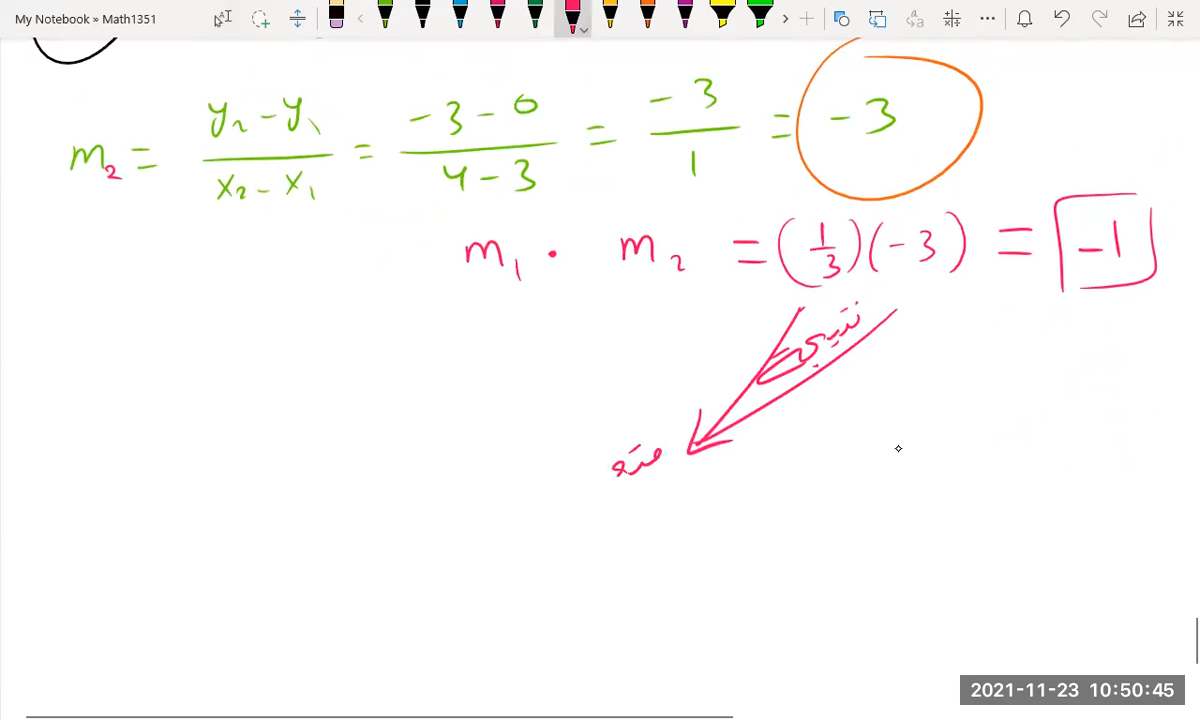 My Notebook » Math1351
m₂ = (y₂ - y₁)/(x₂ - x₁) = (-3 - 0)/(4 - 3) = -3/1 = -3
m₁ · m₂ = (1/3)(-3) = -1
2021-11-23 10:50:45